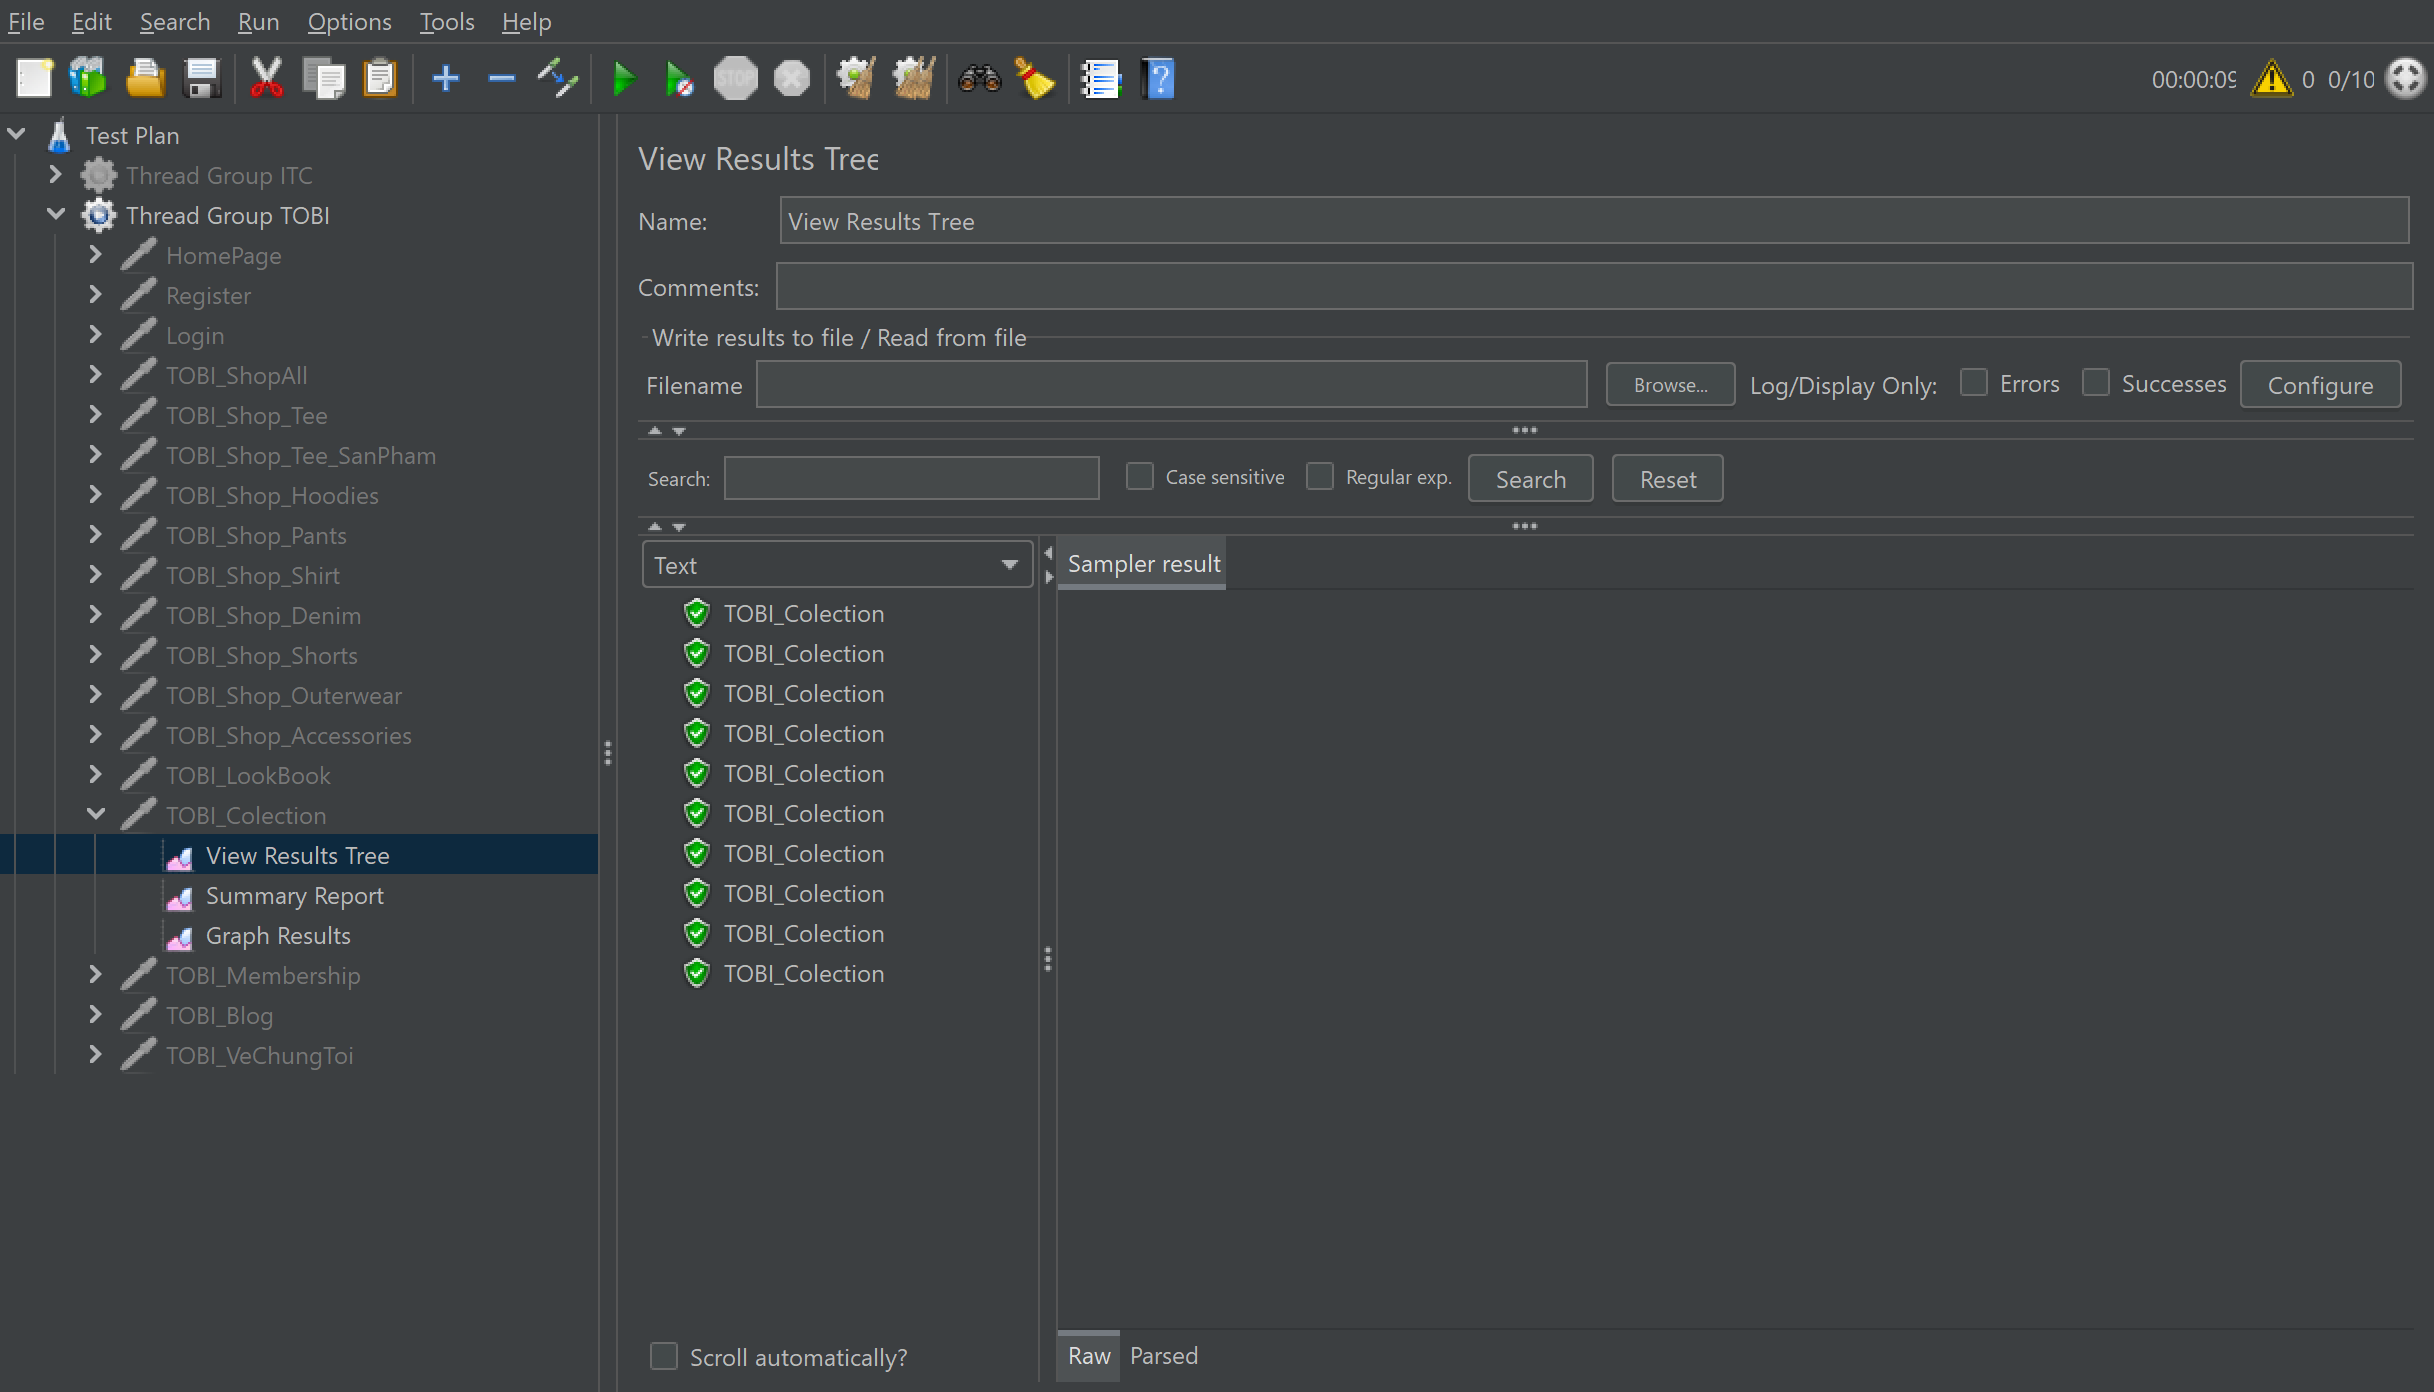 File Edit Search Run Options Tools Help
STOP
00:00:09 0 0/10
Test Plan
Thread Group ITC
Thread Group TOBI
HomePage
Register
Login
TOBI_ShopAll
TOBI_Shop_Tee
TOBI_Shop_Tee_SanPham
TOBI_Shop_Hoodies
TOBI_Shop_Pants
TOBI_Shop_Shirt
TOBI_Shop_Denim
TOBI_Shop_Shorts
TOBI_Shop_Outerwear
TOBI_Shop_Accessories
TOBI_LookBook
TOBI_Colection
View Results Tree
Summary Report
Graph Results
TOBI_Membership
TOBI_Blog
TOBI_VeChungToi
View Results Tree
Name: View Results Tree
Comments:
Write results to file / Read from file
Filename Browse... Log/Display Only: Errors Successes Configure
Search: Case sensitive Regular exp. Search Reset
Text
Sampler result
TOBI_Colection
TOBI_Colection
TOBI_Colection
TOBI_Colection
TOBI_Colection
TOBI_Colection
TOBI_Colection
TOBI_Colection
TOBI_Colection
TOBI_Colection
Scroll automatically?
Raw Parsed